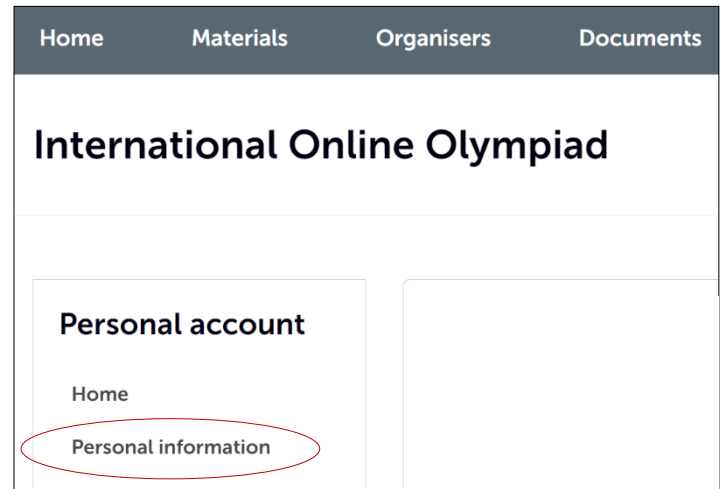 Home Materials Organisers Documents
International Online Olympiad
Personal account
Home
Personal information